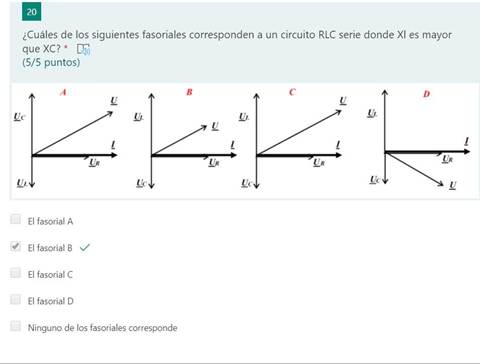 20
¿Cuáles de los siguientes fasoriales corresponden a un circuito RLC serie donde Xl es mayor
que XC? *
(5/5 puntos)
A B C D
U U U
UC UL U UL UL
I I I I
UR UR UR UR
UL UC UC UC U
El fasorial A
El fasorial B
El fasorial C
El fasorial D
Ninguno de los fasoriales corresponde